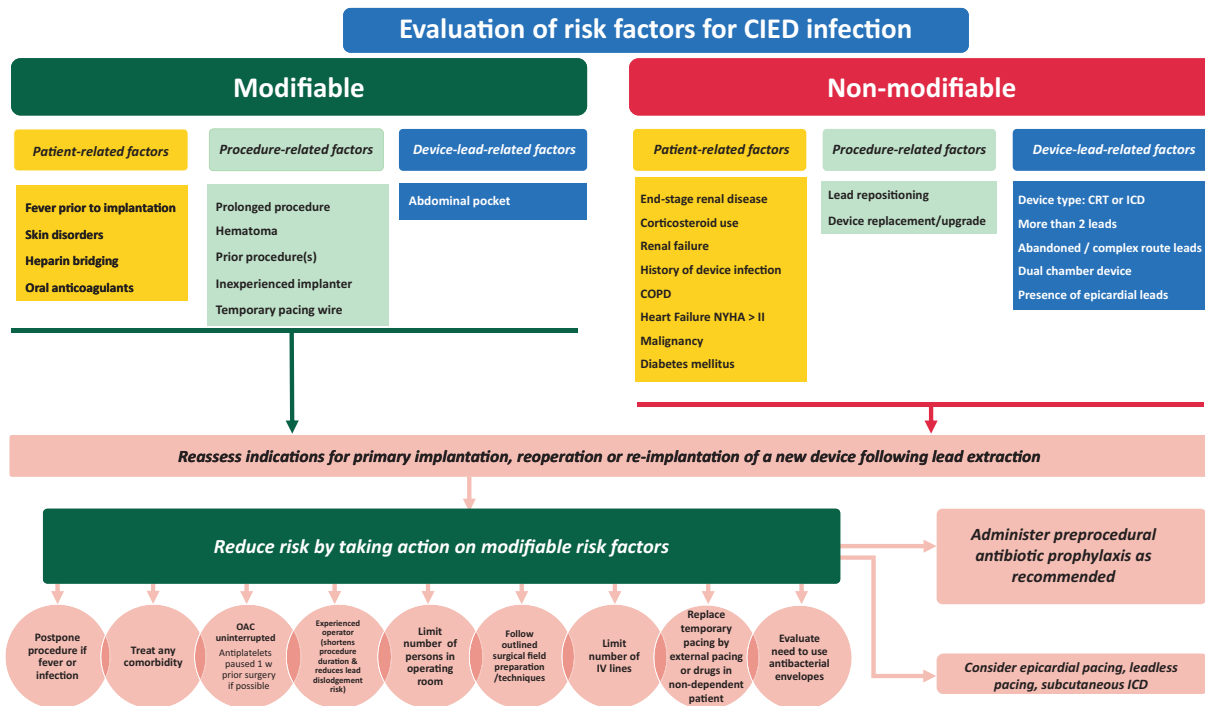 Evaluation of risk factors for CIED infection
Modifiable
Patient-related factors
Fever prior to implantation
Skin disorders
Heparin bridging
Oral anticoagulants
Procedure-related factors
Prolonged procedure
Hematoma
Prior procedure(s)
Inexperienced implanter
Temporary pacing wire
Device-lead-related factors
Abdominal pocket
Non-modifiable
Patient-related factors
End-stage renal disease
Corticosteroid use
Renal failure
History of device infection
COPD
Heart Failure NYHA > II
Malignancy
Diabetes mellitus
Procedure-related factors
Lead repositioning
Device replacement/upgrade
Device-lead-related factors
Device type: CRT or ICD
More than 2 leads
Abandoned / complex route leads
Dual chamber device
Presence of epicardial leads
Reassess indications for primary implantation, reoperation or re-implantation of a new device following lead extraction
Reduce risk by taking action on modifiable risk factors
Administer preprocedural
antibiotic prophylaxis as
recommended
Postpone
procedure if
fever or
infection
Treat any
comorbidity
OAC
uninterrupted
Antiplatelets
paused 1 w
prior surgery
if possible
Experienced operator
(shortens
procedure
duration &
reduces lead
dislodgement
risk)
Limit
number of
persons in
operating
room
Follow
outlined
surgical field
preparation
/techniques
Limit
number of
IV lines
Replace
temporary
pacing by
external pacing
or drugs in
non-dependent
patient
Evaluate
need to use
antibacterial
envelopes
Consider epicardial pacing, leadless
pacing, subcutaneous ICD